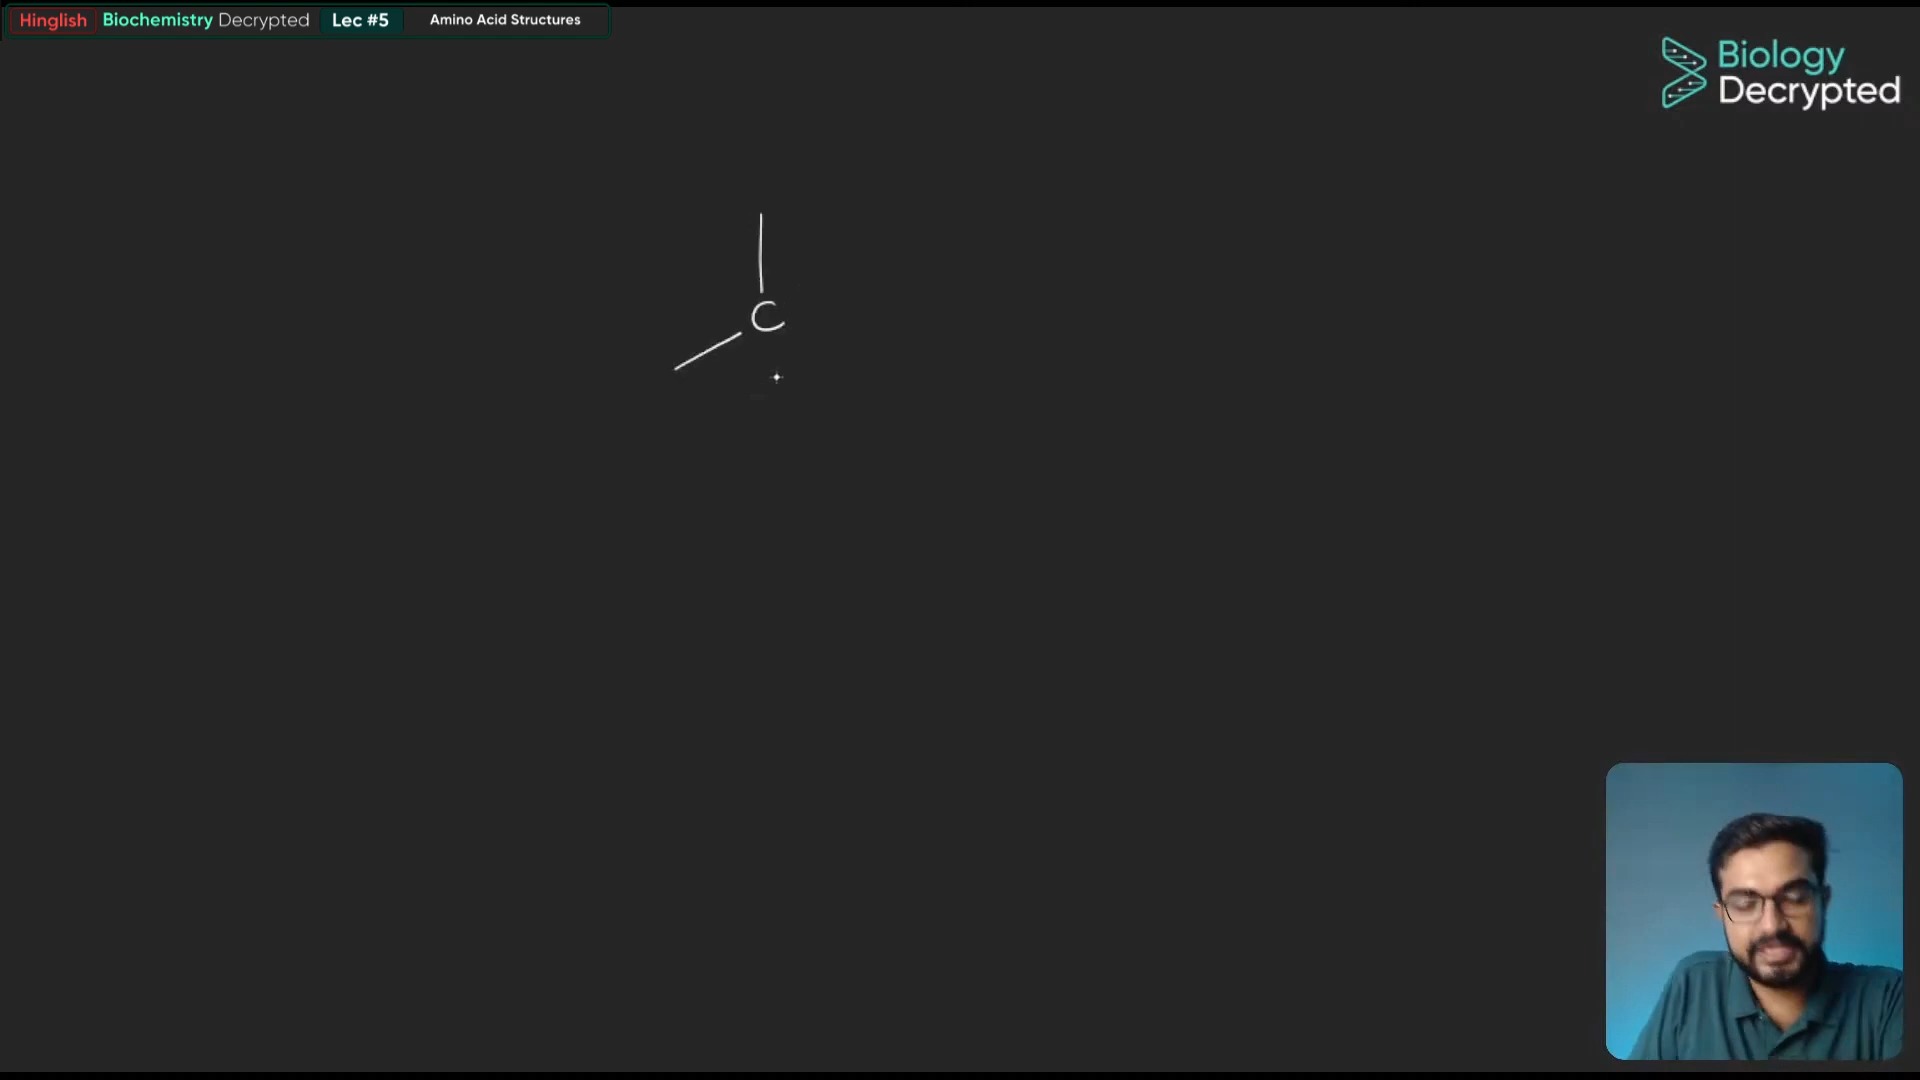 Hinglish Biochemistry Decrypted Lec #5 Amino Acid Structures
Biology
Decrypted
C